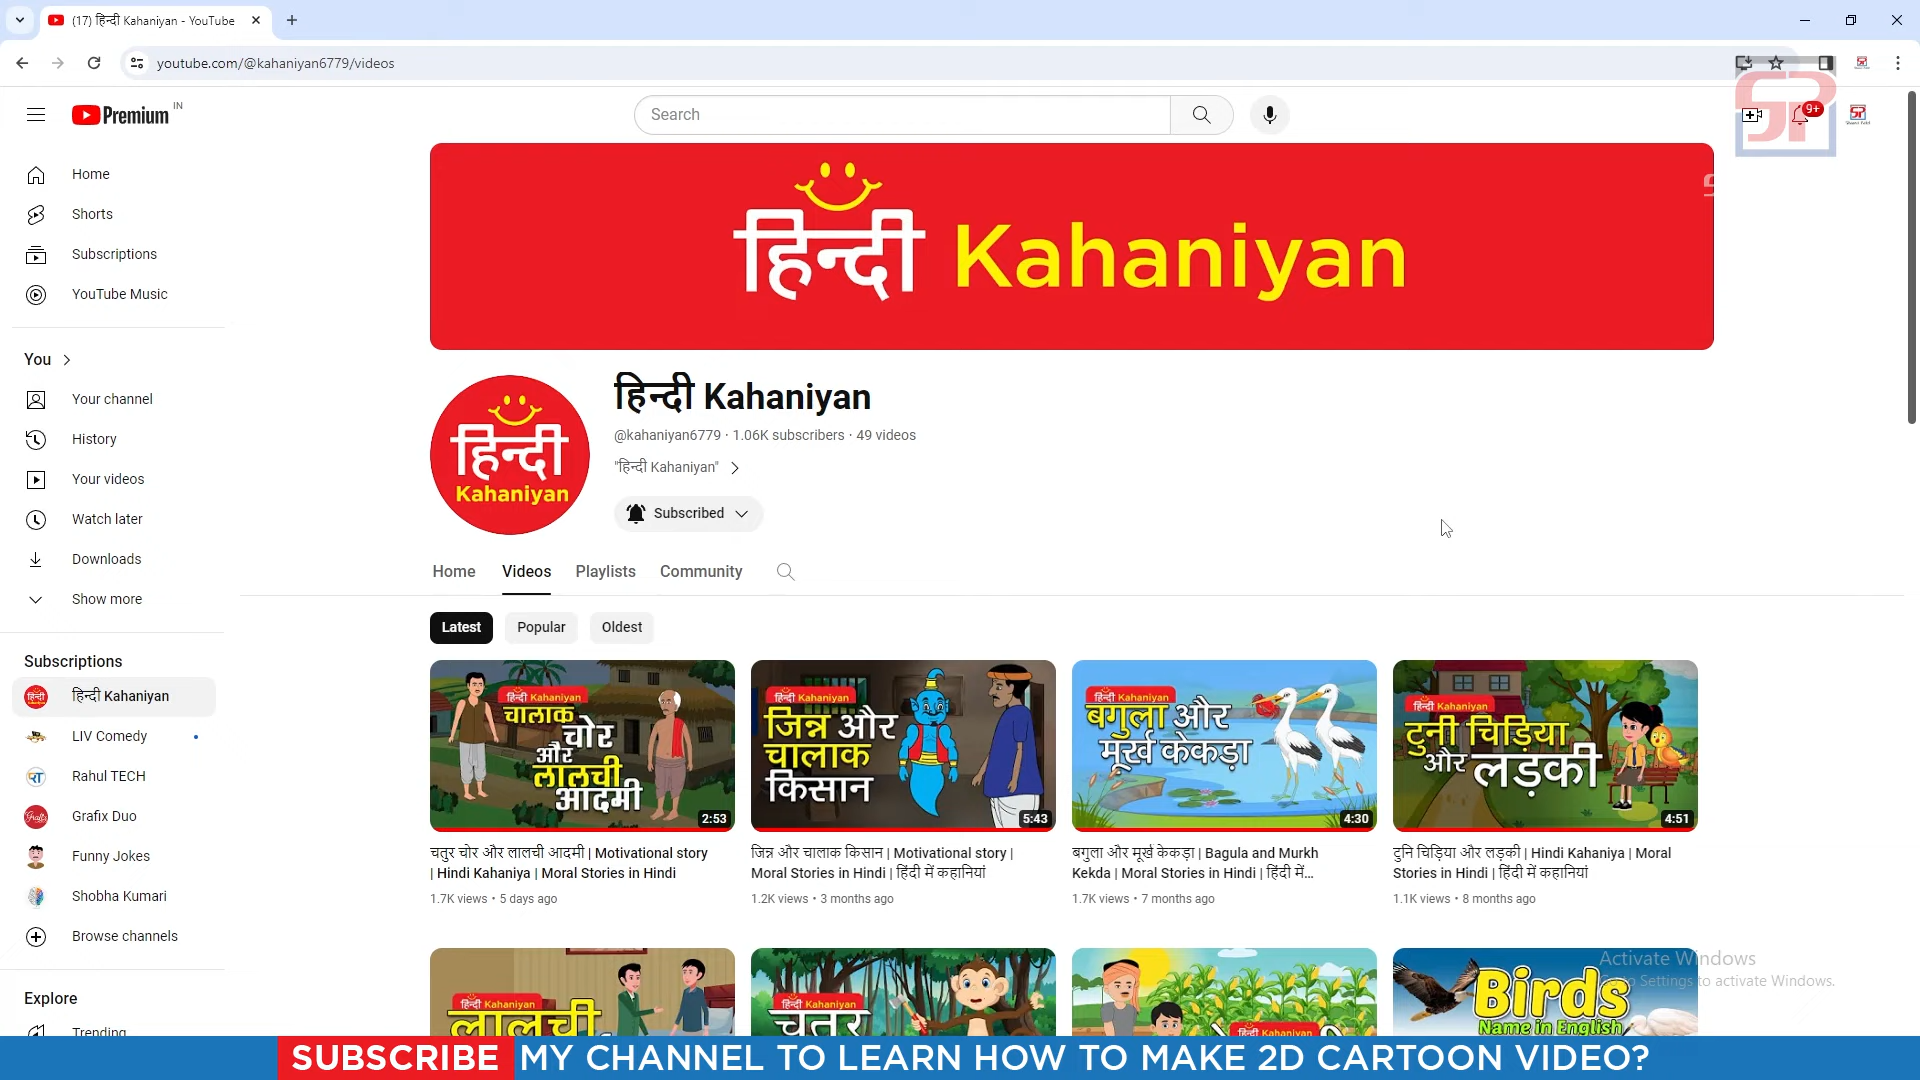 (17) हिन्दी Kahaniyan - YouTube
youtube.com/@kahaniyan6779/videos
Premium
IN
Search
9+
SP
Home
Shorts
Subscriptions
YouTube Music
You
Your channel
History
Your videos
Watch later
Downloads
Show more
Subscriptions
हिन्दी Kahaniyan
LIV Comedy
Rahul TECH
Grafix Duo
Funny Jokes
Shobha Kumari
Browse channels
Explore
Trending
हिन्दी Kahaniyan
हिन्दी
Kahaniyan
हिन्दी Kahaniyan
@kahaniyan6779 · 1.06K subscribers · 49 videos
"हिन्दी Kahaniyan"
Subscribed
Home Videos Playlists Community
Latest Popular Oldest
हिन्दी Kahaniyan
चालाक चोर
और
लालची
आदमी
2:53
चतुर चोर और लालची आदमी | Motivational story
| Hindi Kahaniya | Moral Stories in Hindi
1.7K views • 5 days ago
हिन्दी Kahaniyan
जिन्न और
चालाक
किसान
5:43
जिन्न और चालाक किसान | Motivational story |
Moral Stories in Hindi | हिंदी में कहानियां
1.2K views • 3 months ago
हिन्दी Kahaniyan
बगुला और
मूर्ख केकड़ा
4:30
बगुला और मूर्ख केकड़ा | Bagula and Murkh
Kekda | Moral Stories in Hindi | हिंदी में...
1.7K views • 7 months ago
हिन्दी Kahaniyan
टुनी चिड़िया
और लड़की
4:51
टुनि चिड़िया और लड़की | Hindi Kahaniya | Moral
Stories in Hindi | हिंदी में कहानियां
1.1K views • 8 months ago
हिन्दी Kahaniyan
लालची
हिन्दी Kahaniyan
चतुर
हिन्दी Kahaniyan
Birds
Name in English
Activate Windows
Go to Settings to activate Windows.
SUBSCRIBE MY CHANNEL TO LEARN HOW TO MAKE 2D CARTOON VIDEO?